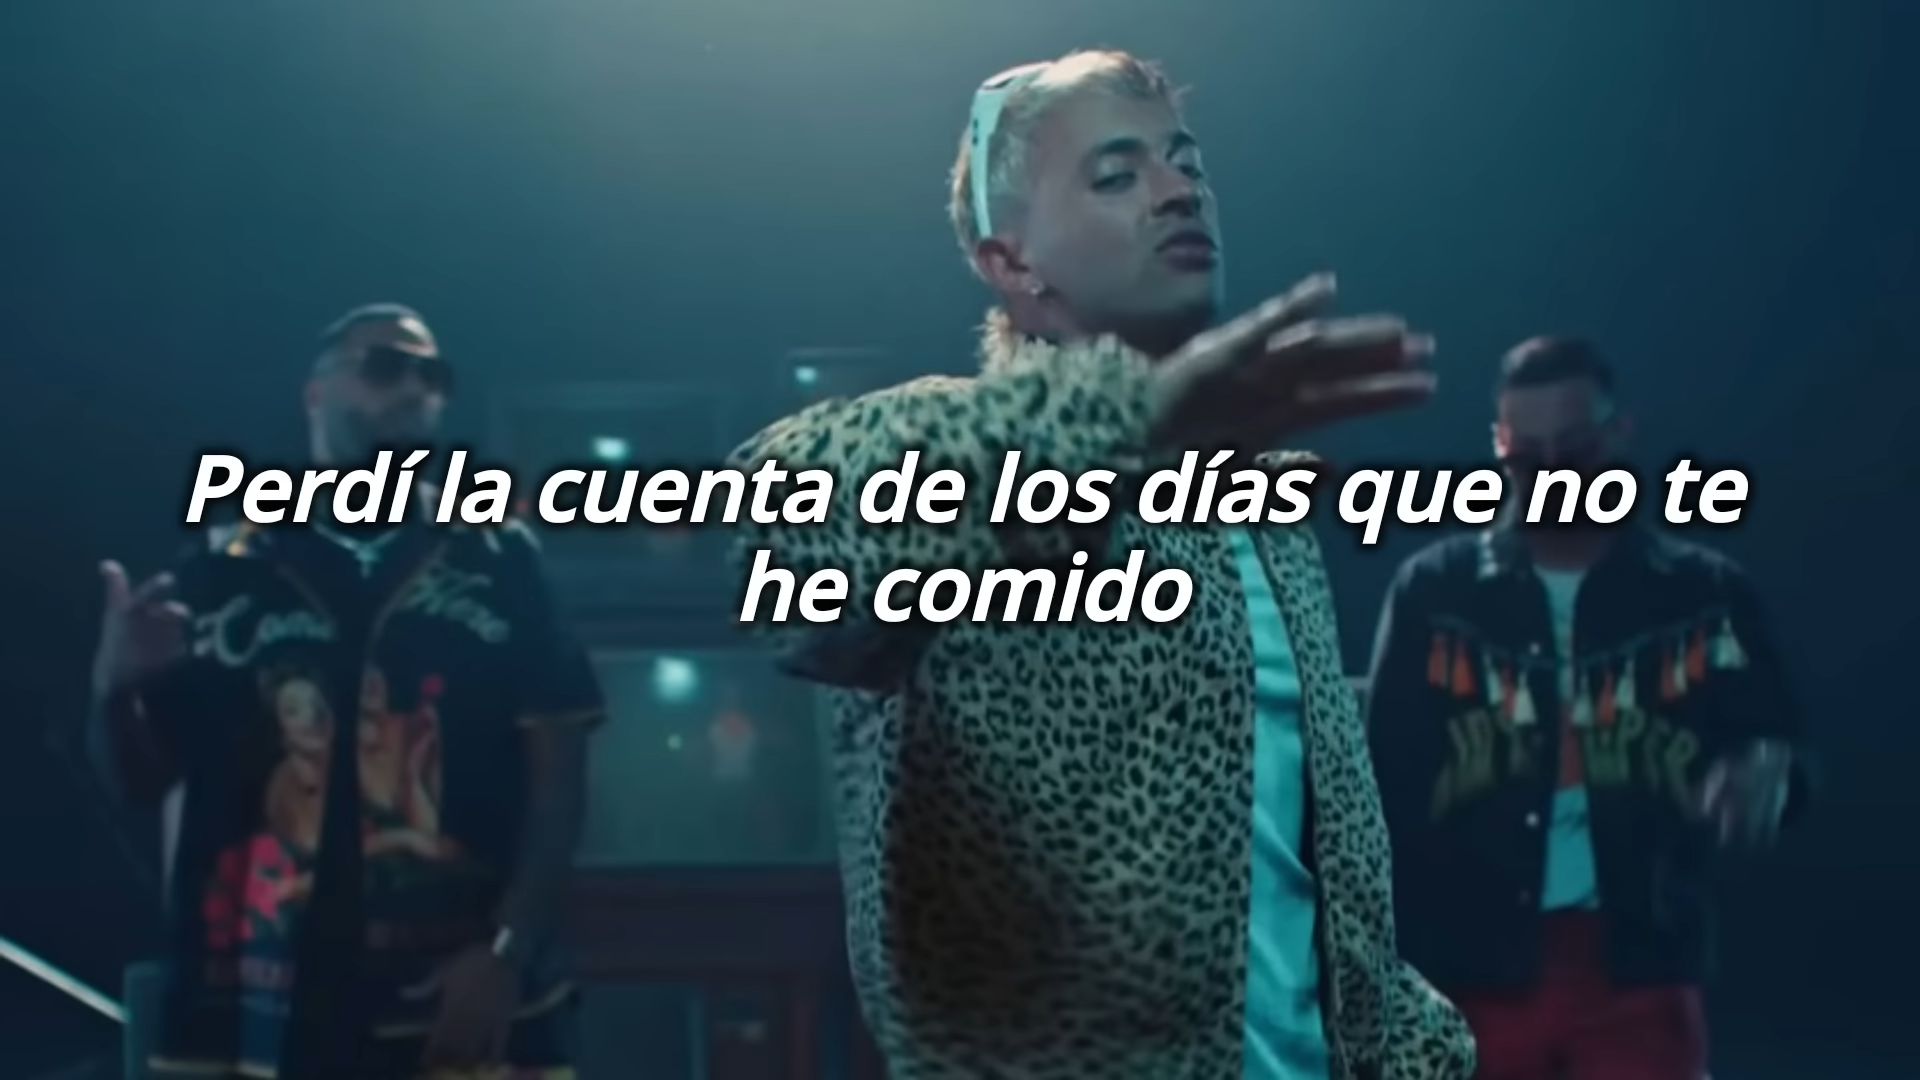 Perdí la cuenta de los días que no te
he comido